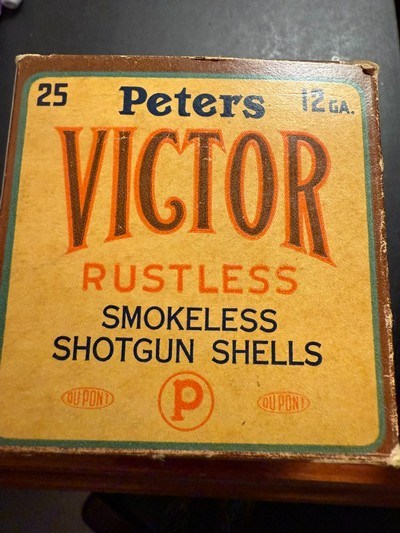 25 Peters 12 GA.
VICTOR
RUSTLESS
SMOKELESS
SHOTGUN SHELLS
DU PONT P DU PONT